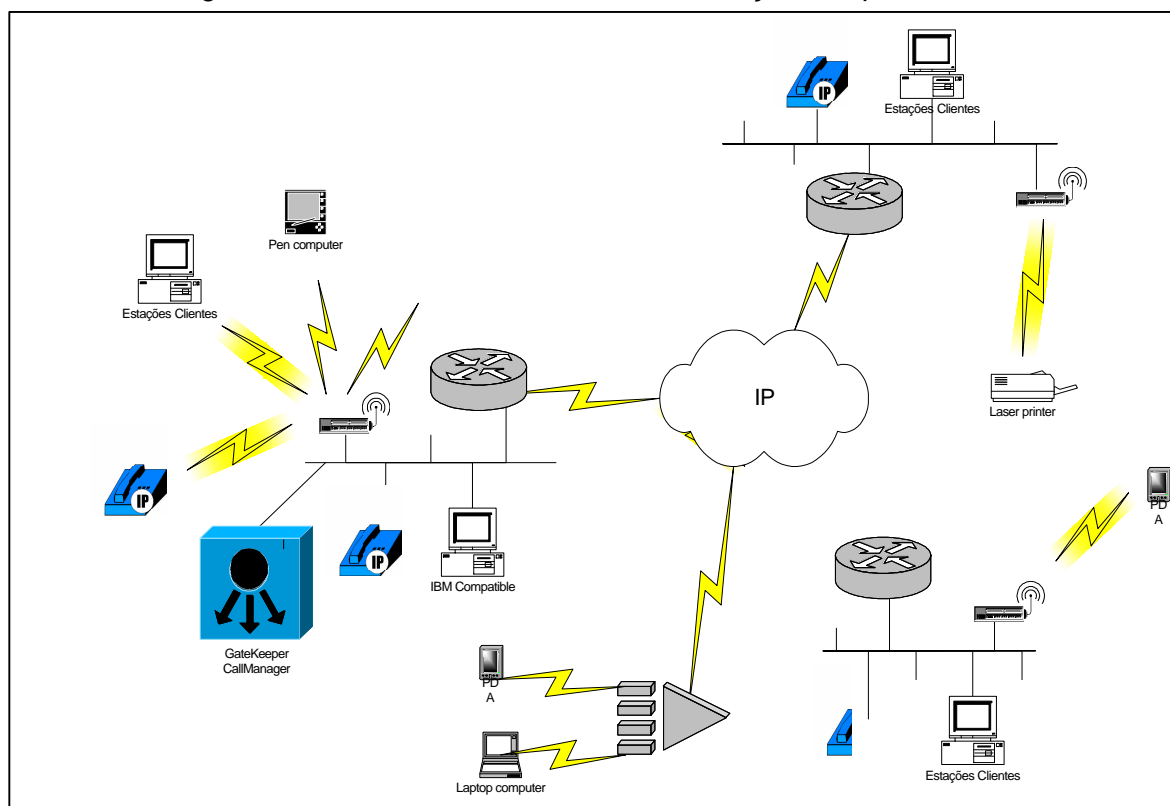 IP
Estações Clientes
Pen computer
Estações Clientes
IP
Laser printer
IP
IP
IBM Compatible
GateKeeper
CallManager
PD
A
PD
A
Laptop computer
Estações Clientes